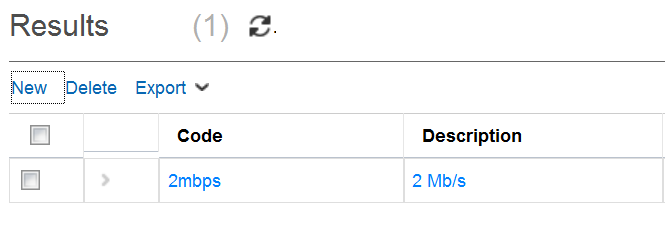 Results (1)
New Delete Export
Code Description
2mbps 2 Mb/s